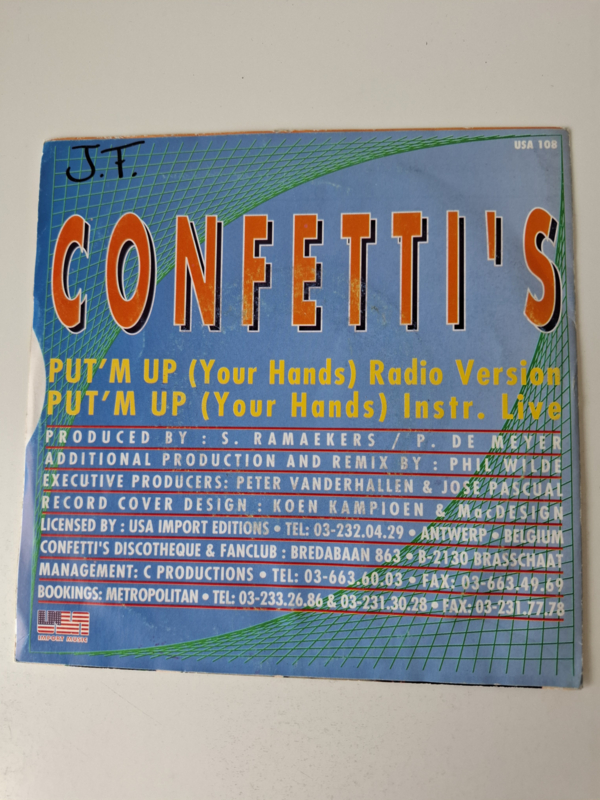 J.T.
USA 108
CONFETTI'S
PUT'M UP (Your Hands) Radio Version
PUT'M UP (Your Hands) Instr. Live
PRODUCED BY : S. RAMAEKERS / P. DE MEYER
ADDITIONAL PRODUCTION AND REMIX BY : PHIL WILDE
EXECUTIVE PRODUCERS: PETER VANDERHALLEN & JOSE PASCUAL
RECORD COVER DESIGN : KOEN KAMPIOEN & MacDESIGN
LICENSED BY : USA IMPORT EDITIONS • TEL: 03-232.04.29 • ANTWERP • BELGIUM
CONFETTI'S DISCOTHEQUE & FANCLUB : BREDABAAN 863 • B-2130 BRASSCHAAT
MANAGEMENT: C PRODUCTIONS • TEL: 03-663.60.03 • FAX: 03-663.49.69
BOOKINGS: METROPOLITAN • TEL: 03-233.26.86 & 03-231.30.28 • FAX: 03-231.77.78
USA
IMPORT MUSIC